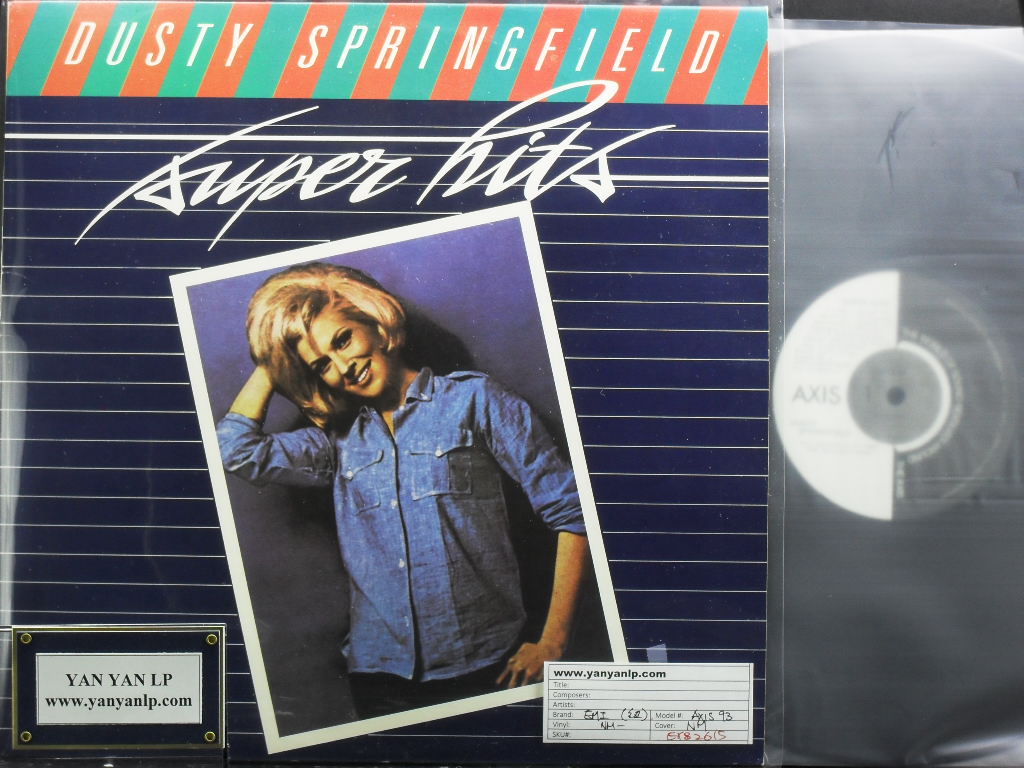 DUSTY SPRINGFIELD
super hits
AXIS
YAN YAN LP
www.yanyanlp.com
www.yanyanlp.com
Title:
Composers:
Artists:
Brand: EMI Model #: AXIS 93
Vinyl: NM- Cover: NM
SKU#: Er82615